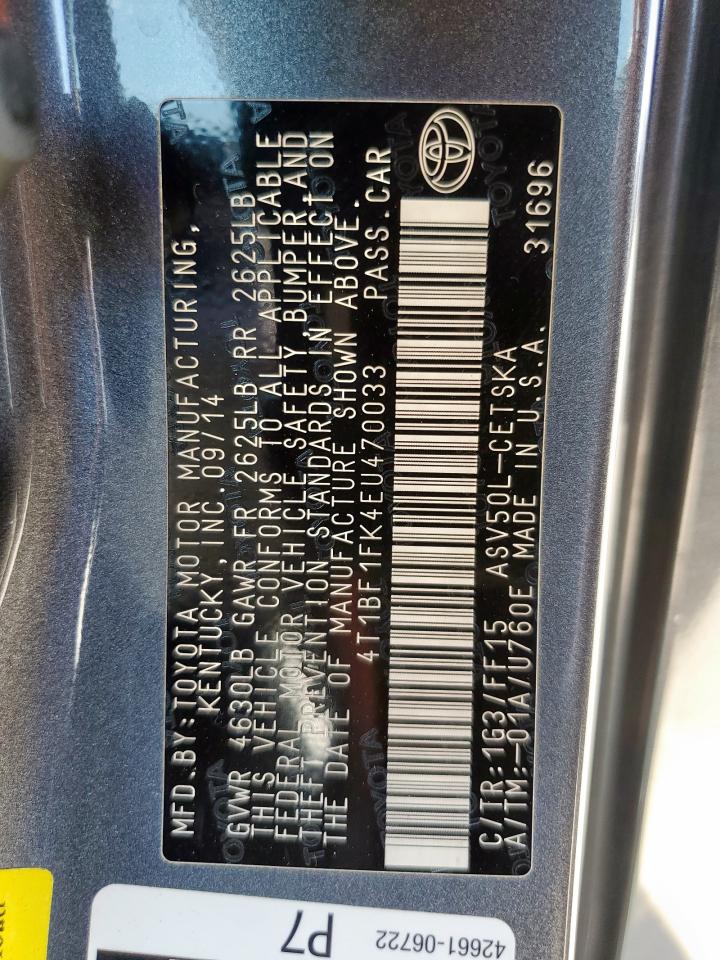 MFD.BY:TOYOTA MOTOR MANUFACTURING,
KENTUCKY, INC. 09/14
GVWR 4630LB GAWR FR 2625LB RR 2625LB
THIS VEHICLE CONFORMS TO ALL APPLICABLE
FEDERAL MOTOR VEHICLE SAFETY BUMPER, AND
THEFT PREVENTION STANDARDS IN EFFECT ON
THE DATE OF MANUFACTURE SHOWN ABOVE.
4T1BF1FK4EU470033 PASS.CAR
C/TR:1G3/FF15 ASV50L-CETSKA
A/TM:-01A/U760E MADE IN U.S.A. 31696
P7
42661-06722